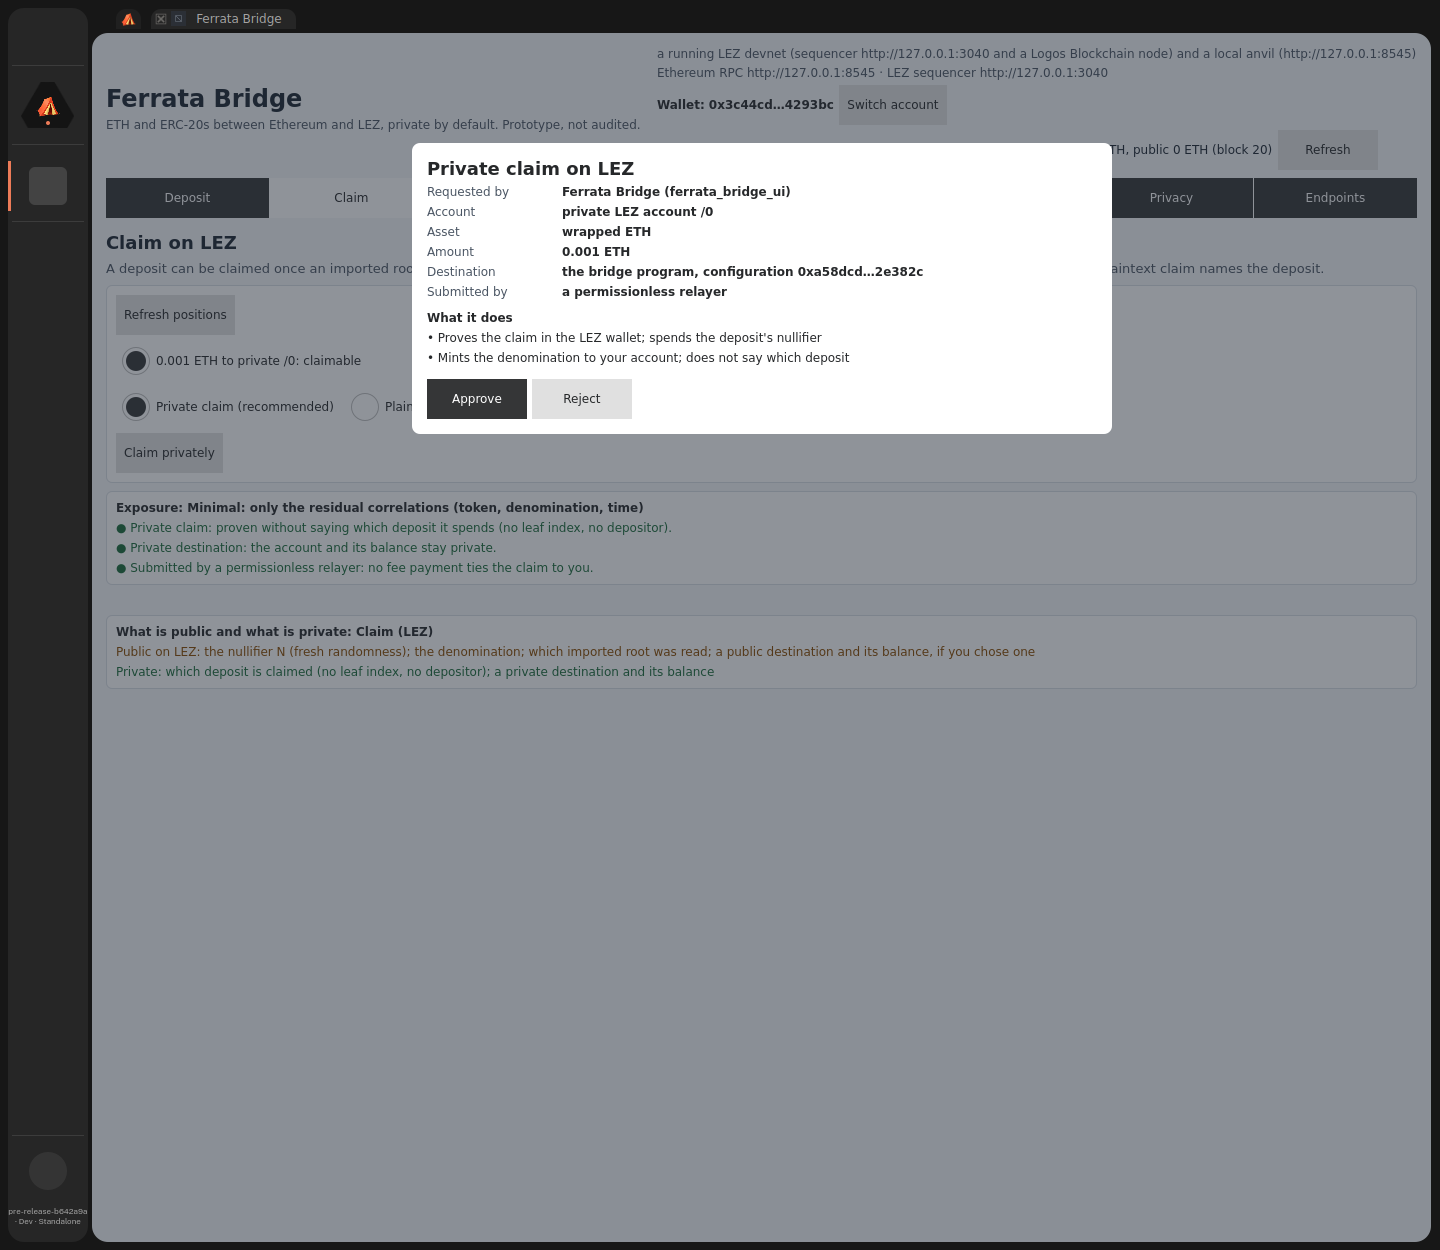 Ferrata Bridge
a running LEZ devnet (sequencer http://127.0.0.1:3040 and a Logos Blockchain node) and a local anvil (http://127.0.0.1:8545)
Ethereum RPC http://127.0.0.1:8545 · LEZ sequencer http://127.0.0.1:3040
Ferrata Bridge
Wallet: 0x3c44cd…4293bc Switch account
ETH and ERC-20s between Ethereum and LEZ, private by default. Prototype, not audited.
TH, public 0 ETH (block 20) Refresh
Deposit Claim Privacy Endpoints
Private claim on LEZ
Requested by Ferrata Bridge (ferrata_bridge_ui)
Account private LEZ account /0
Asset wrapped ETH
Amount 0.001 ETH
Destination the bridge program, configuration 0xa58dcd…2e382c
Submitted by a permissionless relayer
What it does
• Proves the claim in the LEZ wallet; spends the deposit's nullifier
• Mints the denomination to your account; does not say which deposit
Approve Reject
Claim on LEZ
A deposit can be claimed once an imported roo aintext claim names the deposit.
Refresh positions
0.001 ETH to private /0: claimable
Private claim (recommended) Plain
Claim privately
Exposure: Minimal: only the residual correlations (token, denomination, time)
● Private claim: proven without saying which deposit it spends (no leaf index, no depositor).
● Private destination: the account and its balance stay private.
● Submitted by a permissionless relayer: no fee payment ties the claim to you.
What is public and what is private: Claim (LEZ)
Public on LEZ: the nullifier N (fresh randomness); the denomination; which imported root was read; a public destination and its balance, if you chose one
Private: which deposit is claimed (no leaf index, no depositor); a private destination and its balance
pre-release-b642a9a
· Dev · Standalone